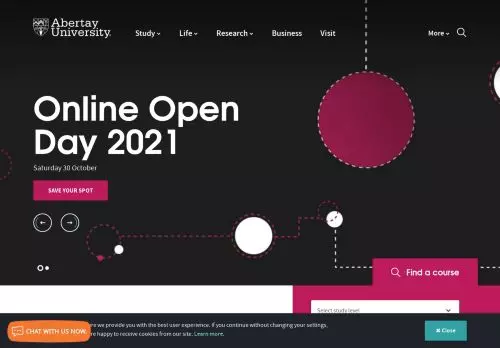 Abertay
University.
Study
Life
Research
Business
Visit
More
Online Open
Day 2021
Saturday 30 October
SAVE YOUR SPOT
Find a course
Select study level
CHAT WITH US NOW
re we provide you with the best user experience. If you continue without changing your settings,
re happy to receive cookies from our site. Learn more.
Close